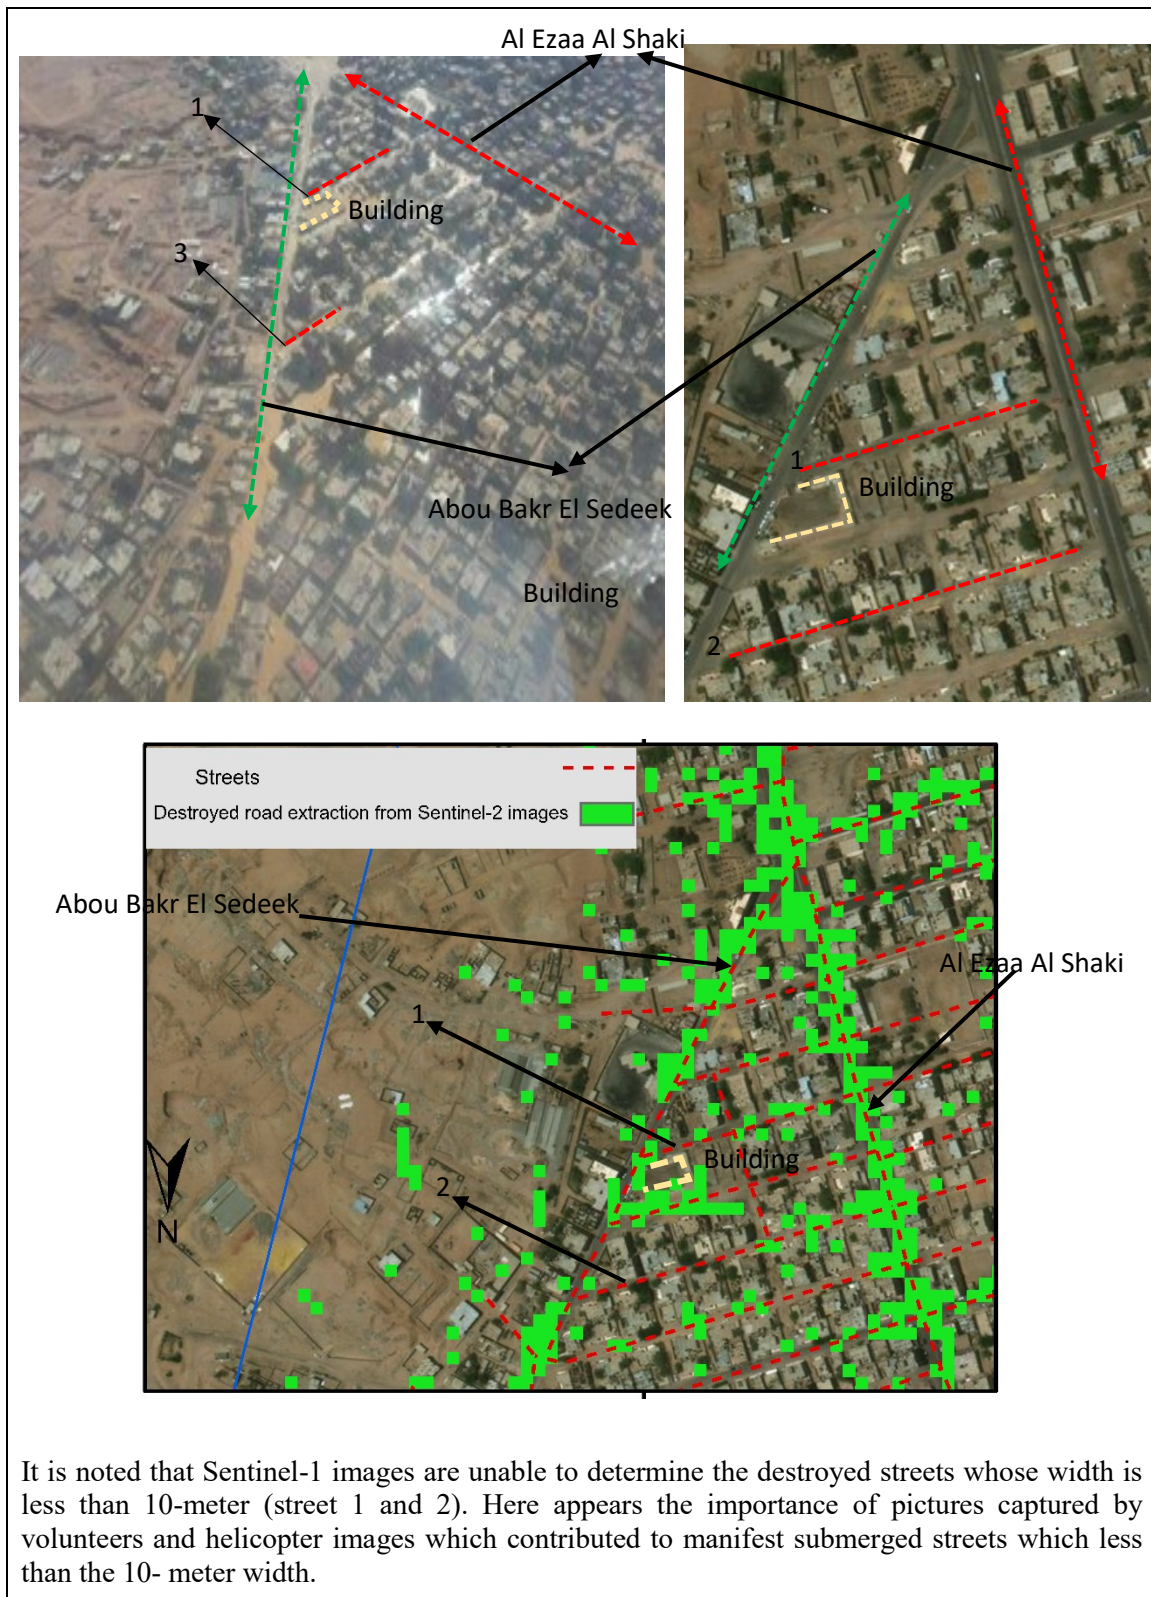 Al Ezaa Al Shaki
1
Building
3
Abou Bakr El Sedeek
Building
1
Building
2
Streets
Destroyed road extraction from Sentinel-2 images
Abou Bakr El Sedeek
Al Ezaa Al Shaki
1
Building
2
N
It is noted that Sentinel-1 images are unable to determine the destroyed streets whose width is
less than 10-meter (street 1 and 2). Here appears the importance of pictures captured by
volunteers and helicopter images which contributed to manifest submerged streets which less
than the 10- meter width.